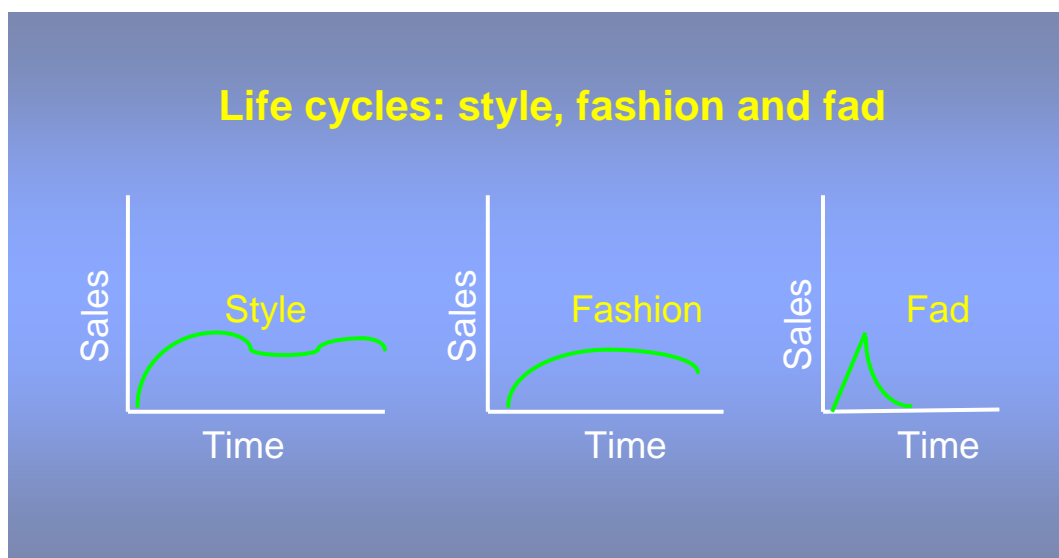 Life cycles: style, fashion and fad
Sales
Style
Time
Sales
Fashion
Time
Sales
Fad
Time